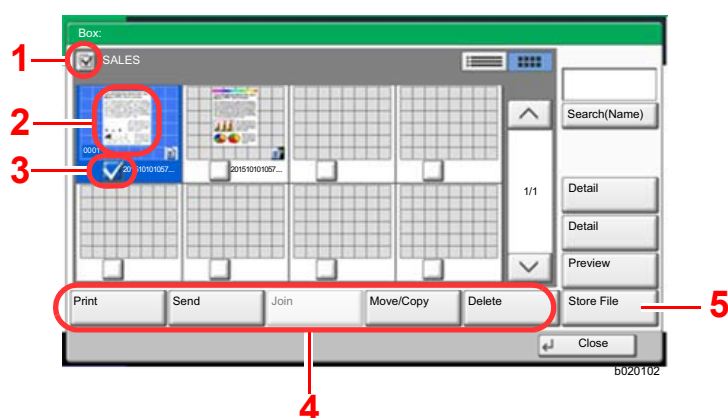 Box:
1
SALES
Search(Name)
2
0001
3
201510101057...
201510101057...
1/1
Detail
Detail
Preview
Print
Send
Join
Move/Copy
Delete
Store File
5
Close
b020102
4